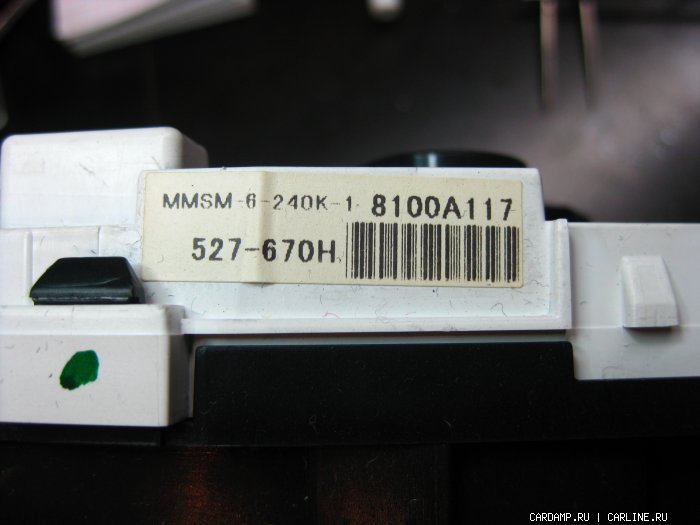 MMSM-6-240K-1 8100A117
527-670H
CARDAMP.RU | CARLINE.RU